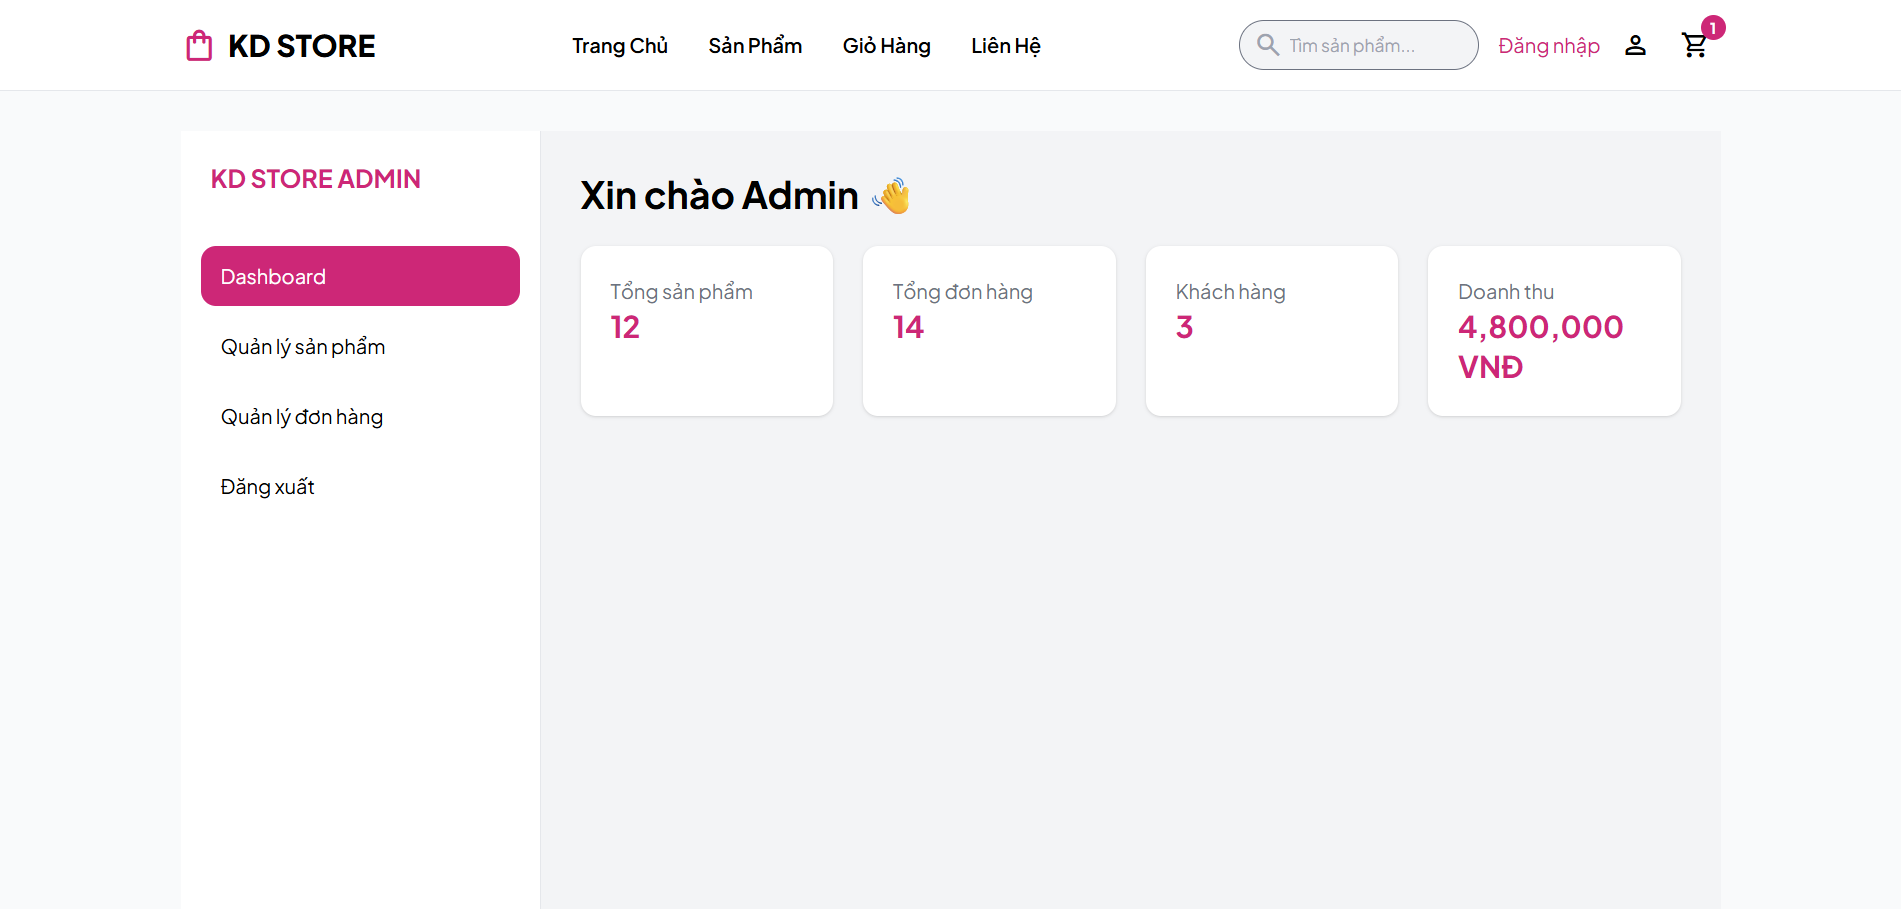 KD STORE
Trang Chủ
Sản Phẩm
Giỏ Hàng
Liên Hệ
Tìm sản phẩm...
Đăng nhập
1
KD STORE ADMIN
Dashboard
Quản lý sản phẩm
Quản lý đơn hàng
Đăng xuất
Xin chào Admin 👋
Tổng sản phẩm
12
Tổng đơn hàng
14
Khách hàng
3
Doanh thu
4,800,000
VNĐ